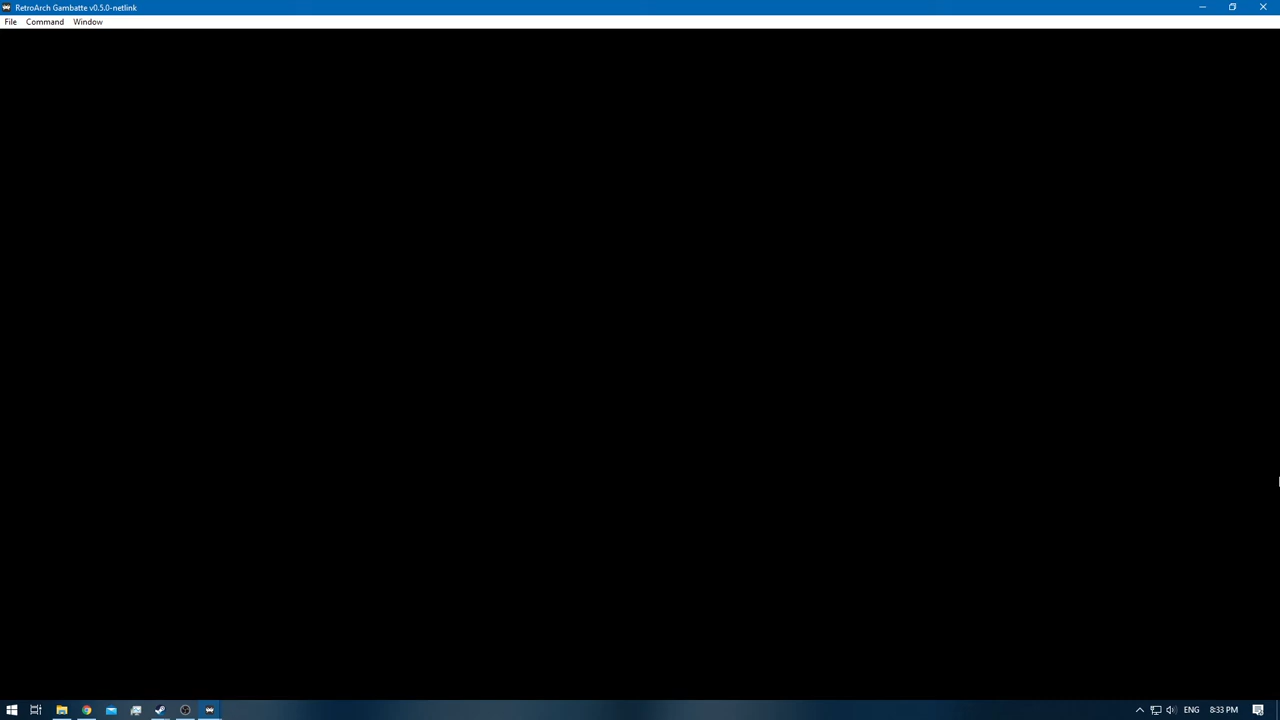 RetroArch Gambatte v0.5.0-netlink
File Command Window
ENG 8:33 PM